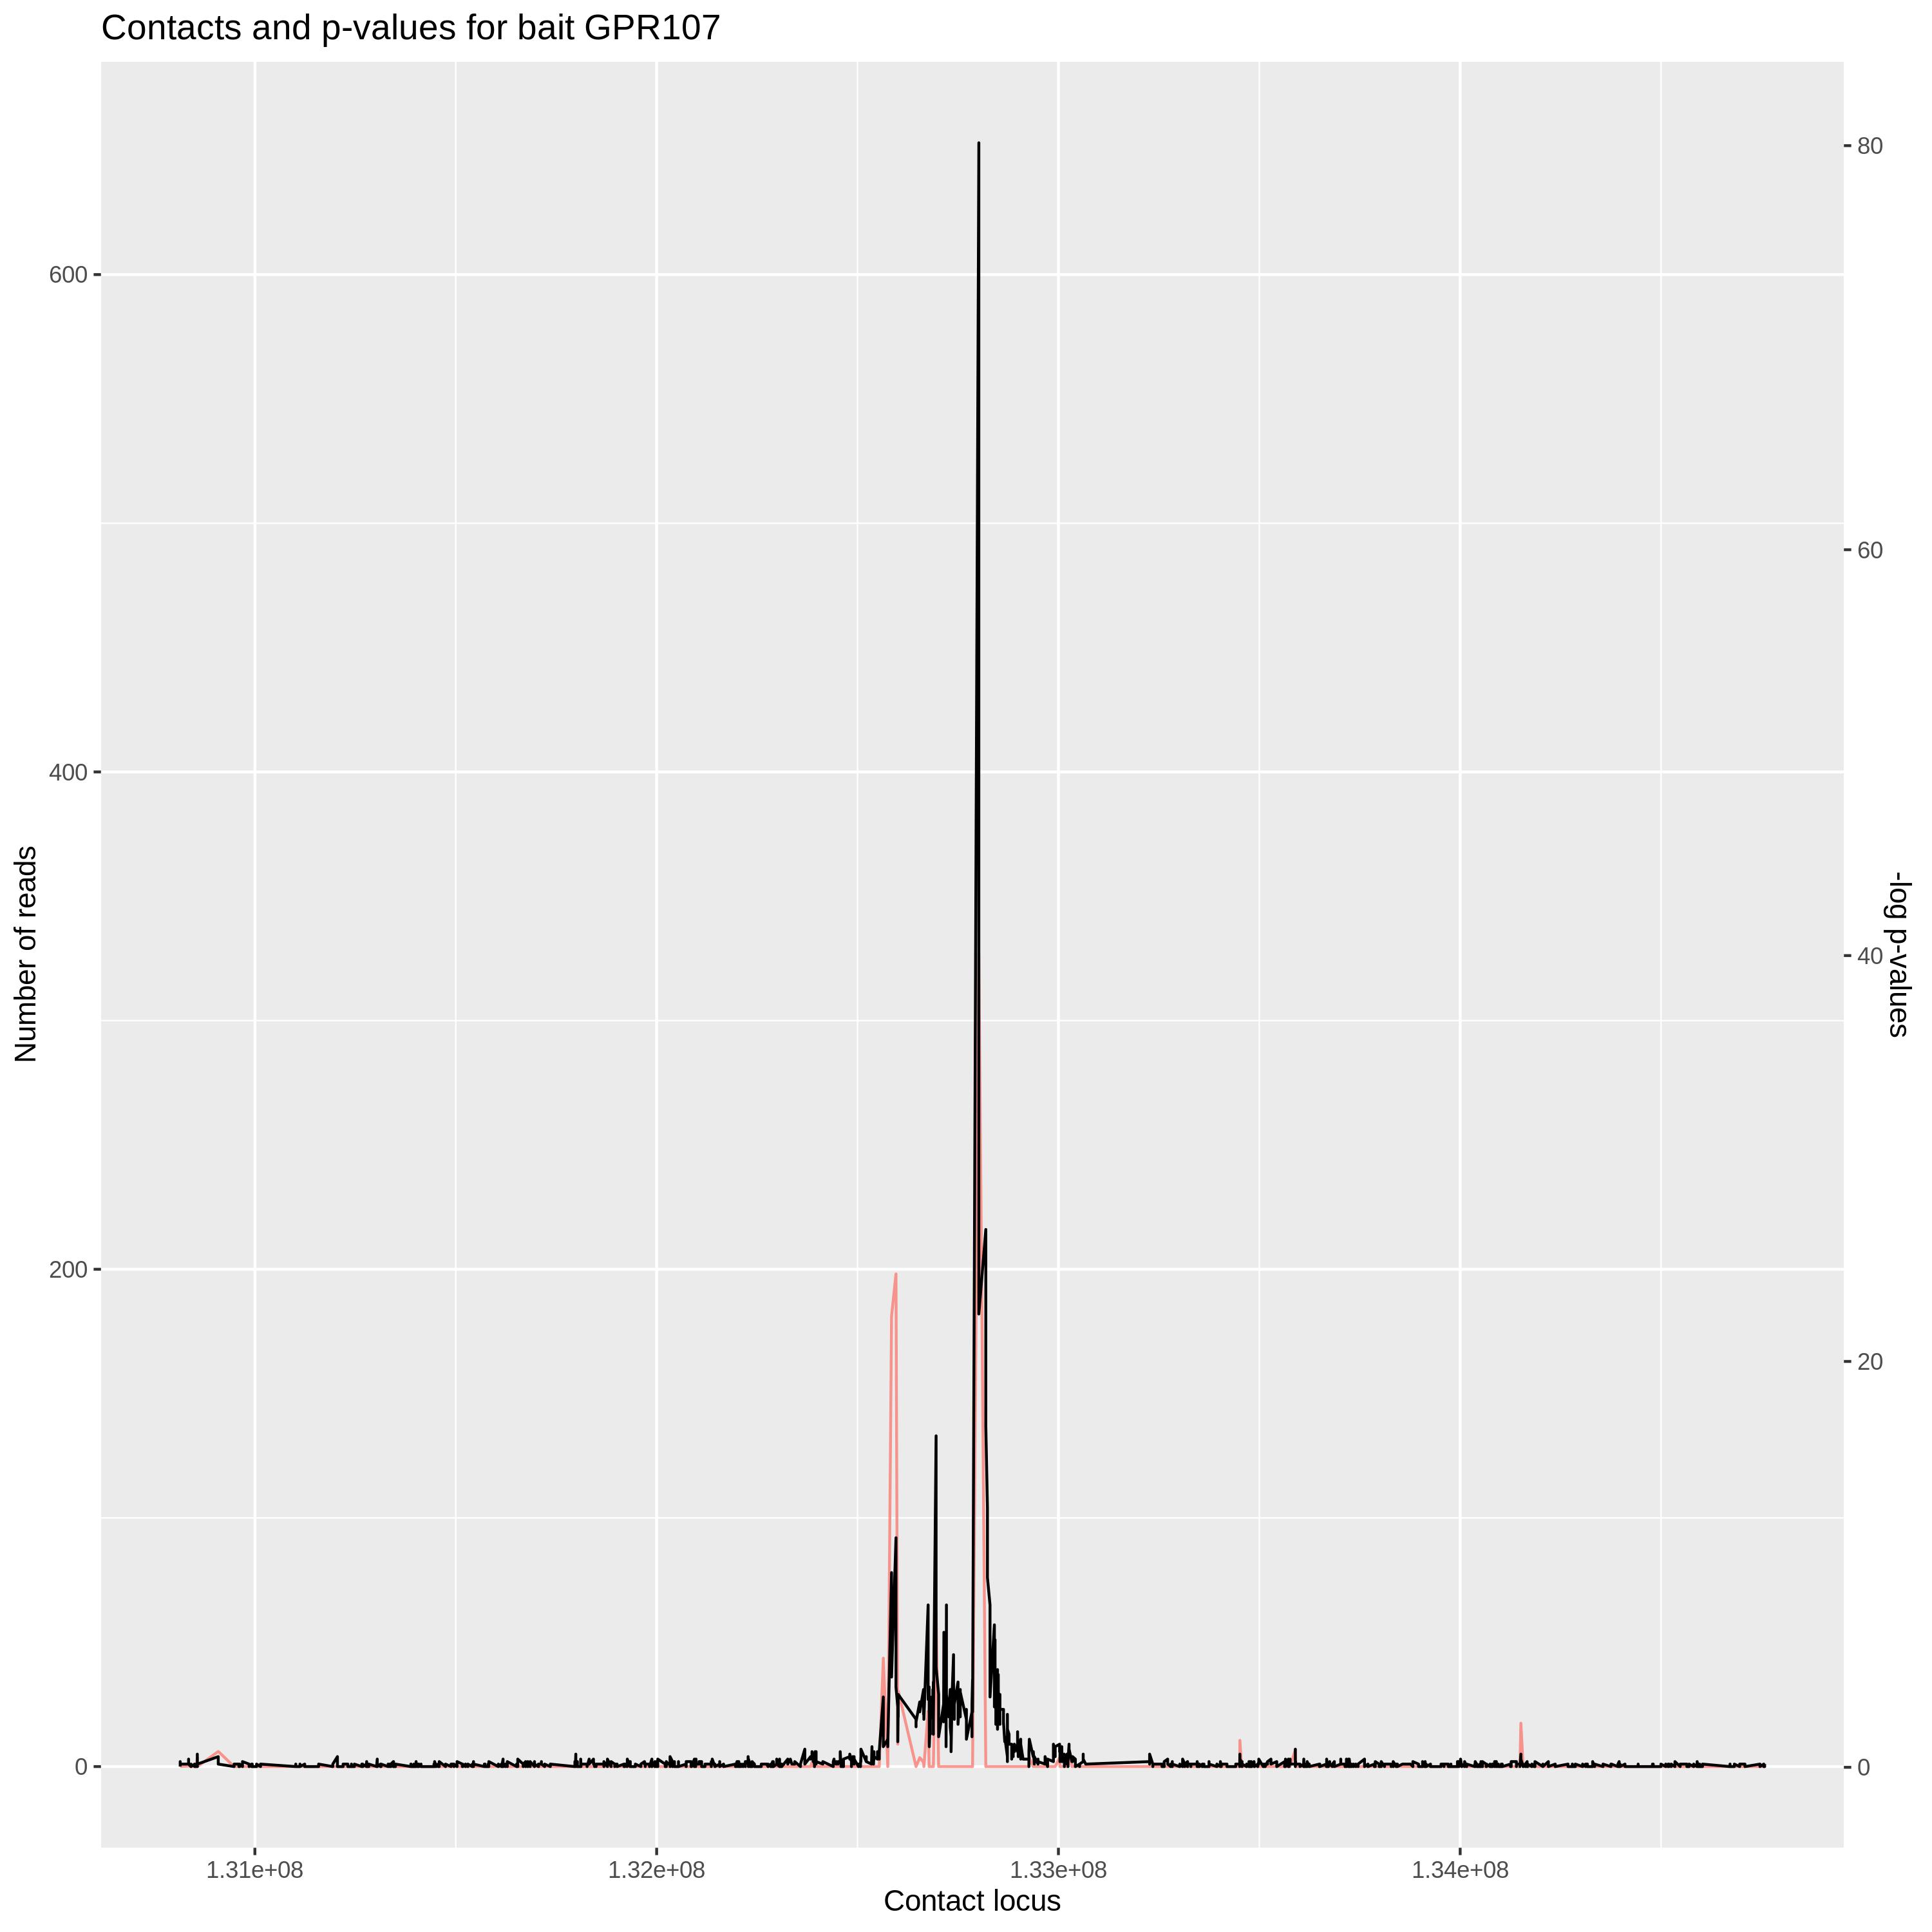 Contacts and p-values for bait GPR107
600
400
200
0
80
60
40
20
0
Number of reads
-log p-values
1.31e+08
1.32e+08
1.33e+08
1.34e+08
Contact locus